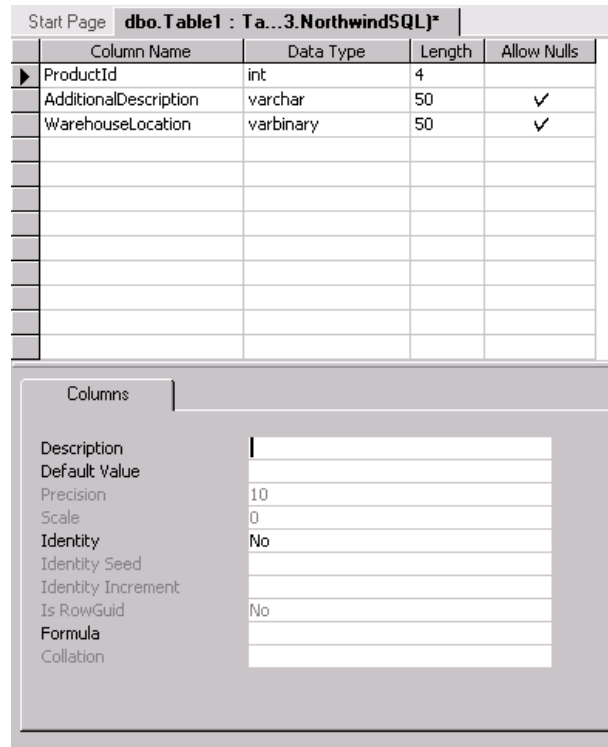 Start Page dbo.Table1 : Ta...3.NorthwindSQL)*
Column Name Data Type Length Allow Nulls
ProductId int 4
AdditionalDescription varchar 50 ✓
WarehouseLocation varbinary 50 ✓
Columns
Description
Default Value
Precision 10
Scale 0
Identity No
Identity Seed
Identity Increment
Is RowGuid No
Formula
Collation